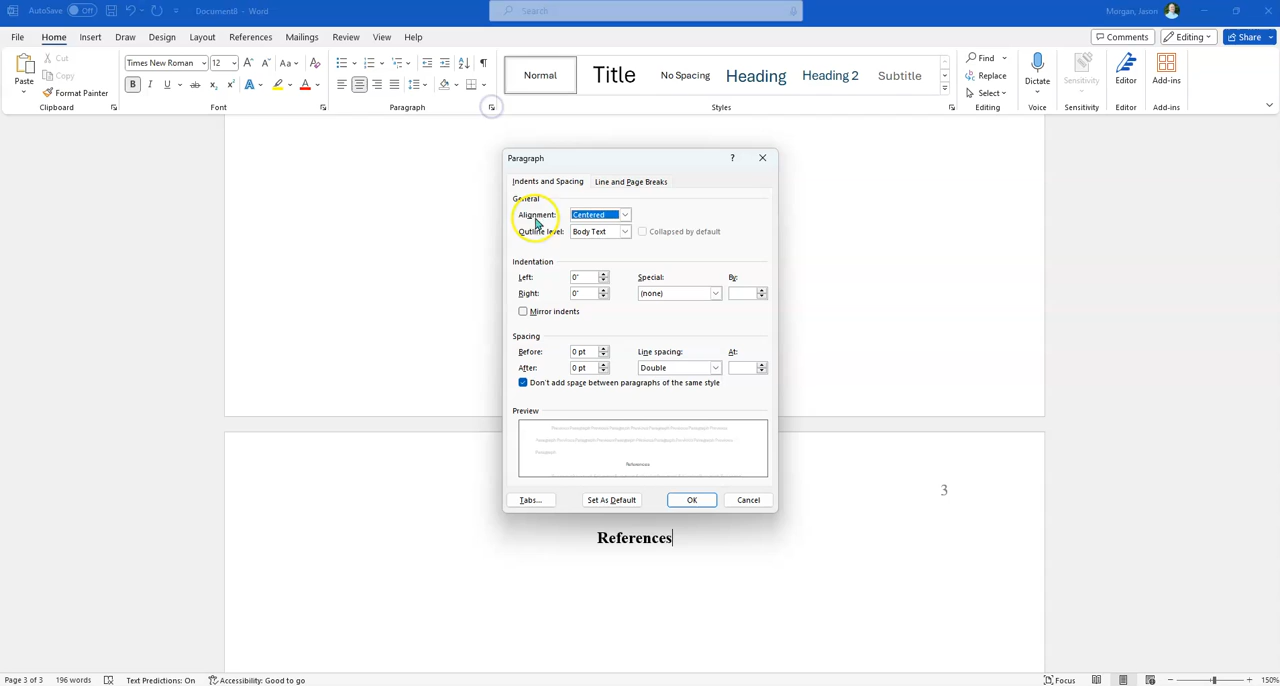 AutoSave Off Document8 - Word Search Morgan, Jason
File Home Insert Draw Design Layout References Mailings Review View Help Comments Editing Share
Paste Cut Copy Format Painter
Times New Roman 12
Normal Title No Spacing Heading Heading 2 Subtitle
Find Replace Select
Dictate Sensitivity Editor Add-ins
Clipboard Font Paragraph Styles Editing Voice Sensitivity Editor Add-ins
Paragraph ?
Indents and Spacing Line and Page Breaks
General
Alignment: Centered
Outline level: Body Text Collapsed by default
Indentation
Left: 0" Special: By:
Right: 0" (none)
Mirror indents
Spacing
Before: 0 pt Line spacing: At:
After: 0 pt Double
Don't add space between paragraphs of the same style
Preview
References
Tabs... Set As Default OK Cancel
3
References
Page 3 of 3 196 words Text Predictions: On Accessibility: Good to go Focus 150%